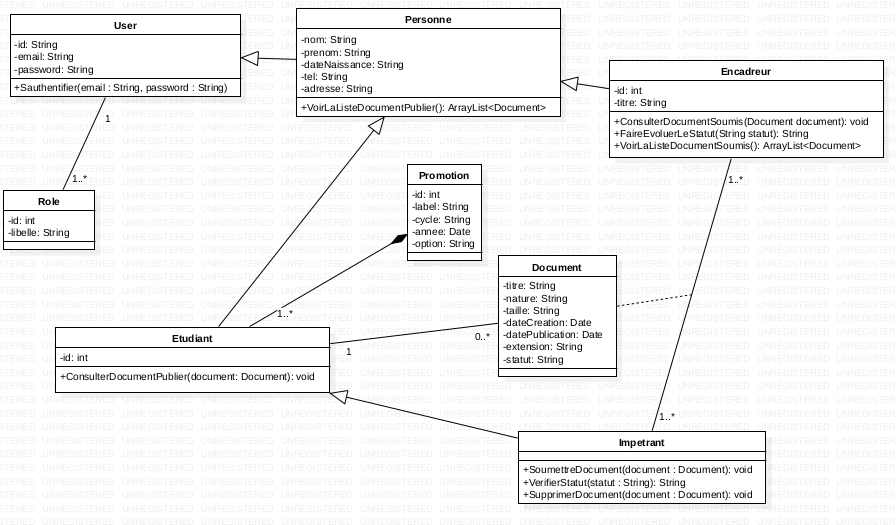 User
-id: String
-email: String
-password: String
+Sauthentifier(email : String, password : String)
Personne
-nom: String
-prenom: String
-dateNaissance: String
-tel: String
-adresse: String
+VoirLaListeDocumentPublier(): ArrayList<Document>
Encadreur
-id: int
-titre: String
+ConsulterDocumentSoumis(Document document): void
+FaireEvoluerLeStatut(String statut): String
+VoirLaListeDocumentSoumis(): ArrayList<Document>
1
1..*
Role
-id: int
-libelle: String
Promotion
-id: int
-label: String
-cycle: String
-annee: Date
-option: String
1..*
Document
-titre: String
-nature: String
-taille: String
-dateCreation: Date
-datePublication: Date
-extension: String
-statut: String
1..*
Etudiant
-id: int
+ConsulterDocumentPublier(document: Document): void
1
0..*
1..*
Impetrant
+SoumettreDocument(document : Document): void
+VerifierStatut(statut : String): String
+SupprimerDocument(document : Document): void
UNREGISTERED